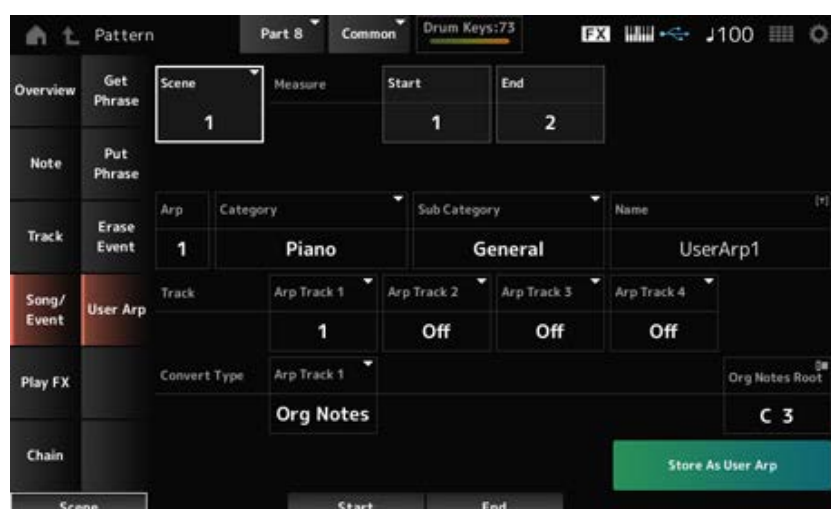 Pattern
Part 8
Common
Drum Keys:73
FX
♩100
Overview
Get
Phrase
Scene
1
Measure
Start
1
End
2
Note
Put
Phrase
Track
Erase
Event
Arp
1
Category
Piano
Sub Category
General
Name
UserArp1
Song/
Event
User Arp
Track
Arp Track 1
1
Arp Track 2
Off
Arp Track 3
Off
Arp Track 4
Off
Play FX
Convert Type
Arp Track 1
Org Notes
Org Notes Root
C 3
Chain
Store As User Arp
Scene
Start
End